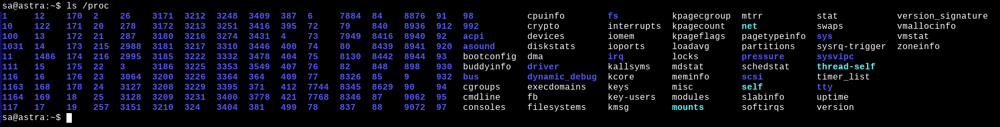 sa@astra:~$ ls /proc
1 12 170 2 26 3171 3212 3248 3409 387 6 7884 84 8876 91 98 cpuinfo fs kpagecgroup mtrr stat version_signature
10 122 171 20 278 3172 3213 3251 3416 395 72 79 840 8936 912 992 crypto interrupts kpagecount net swaps vmallocinfo
100 13 172 21 287 3180 3216 3274 3431 4 73 7949 8416 8940 92 acpi devices iomem kpageflags pagetypeinfo sys vmstat
1031 14 173 215 2988 3181 3217 3310 3446 400 74 80 8439 8941 920 asound diskstats ioports loadavg partitions sysrq-trigger zoneinfo
11 1486 174 216 2995 3185 3222 3332 3478 404 75 8130 8442 8944 93 bootconfig dma irq locks pressure sysvipc
111 15 175 22 3 3186 3225 3353 3549 407 76 82 848 898 930 buddyinfo driver kallsyms mdstat schedstat thread-self
116 16 176 23 3064 3200 3226 3364 364 409 77 8326 85 9 932 bus dynamic_debug kcore meminfo scsi timer_list
1163 168 178 24 3127 3208 3229 3395 371 412 7744 8345 8629 90 94 cgroups execdomains keys misc self tty
1164 169 18 25 3128 3209 3231 3400 3778 421 7768 8346 87 9062 95 cmdline fb key-users modules slabinfo uptime
117 17 19 257 3151 3210 324 3404 381 499 78 837 88 9072 97 consoles filesystems kmsg mounts softirqs version
sa@astra:~$